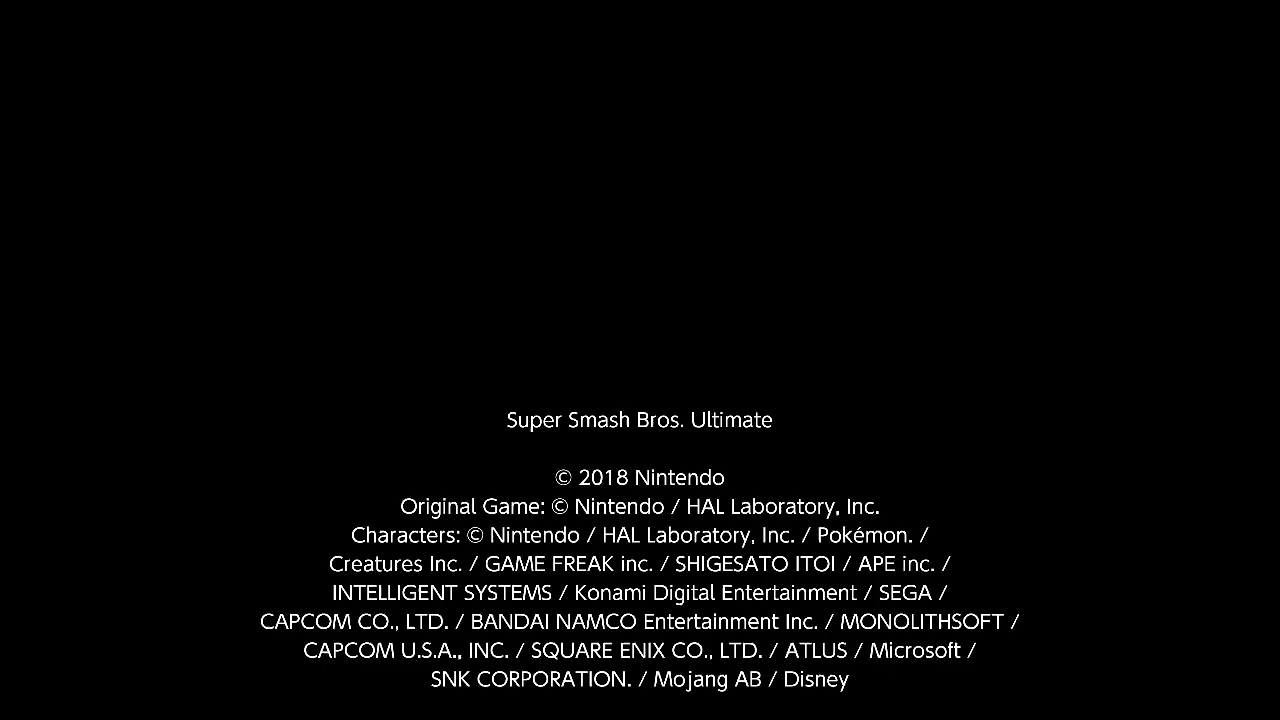 Super Smash Bros. Ultimate
© 2018 Nintendo
Original Game: © Nintendo / HAL Laboratory, Inc.
Characters: © Nintendo / HAL Laboratory, Inc. / Pokémon. /
Creatures Inc. / GAME FREAK inc. / SHIGESATO ITOI / APE inc. /
INTELLIGENT SYSTEMS / Konami Digital Entertainment / SEGA /
CAPCOM CO., LTD. / BANDAI NAMCO Entertainment Inc. / MONOLITHSOFT /
CAPCOM U.S.A., INC. / SQUARE ENIX CO., LTD. / ATLUS / Microsoft /
SNK CORPORATION. / Mojang AB / Disney